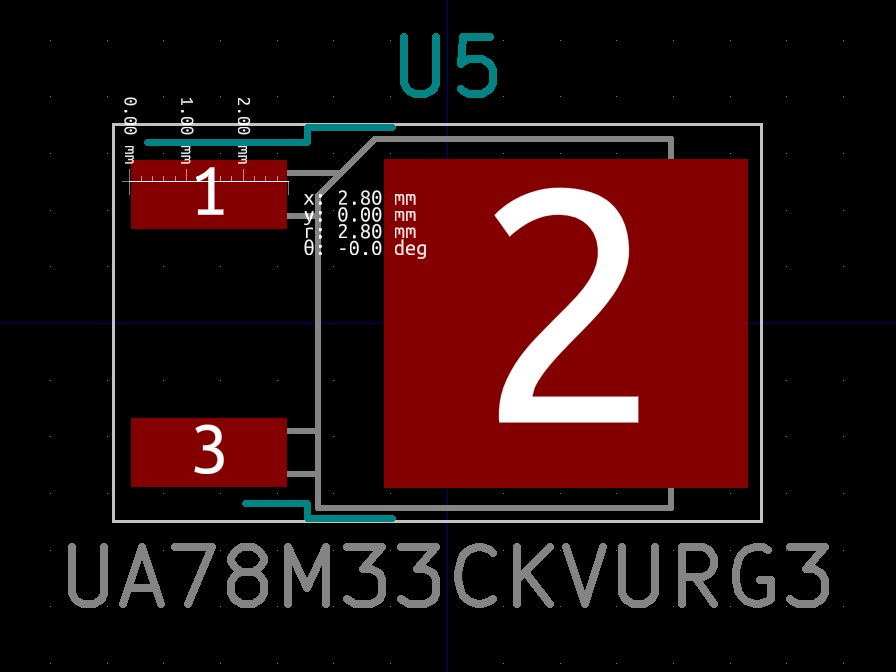 U5
0.00 mm
1.00 mm
2.00 mm
1
x: 2.80 mm
y: 0.00 mm
r: 2.80 mm
θ: -0.0 deg
2
3
UA78M33CKVURG3